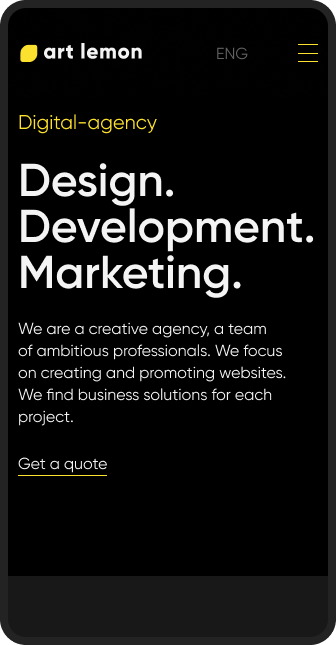 art lemon
ENG
Digital-agency
Design.
Development.
Marketing.
We are a creative agency, a team
of ambitious professionals. We focus
on creating and promoting websites.
We find business solutions for each
project.
Get a quote